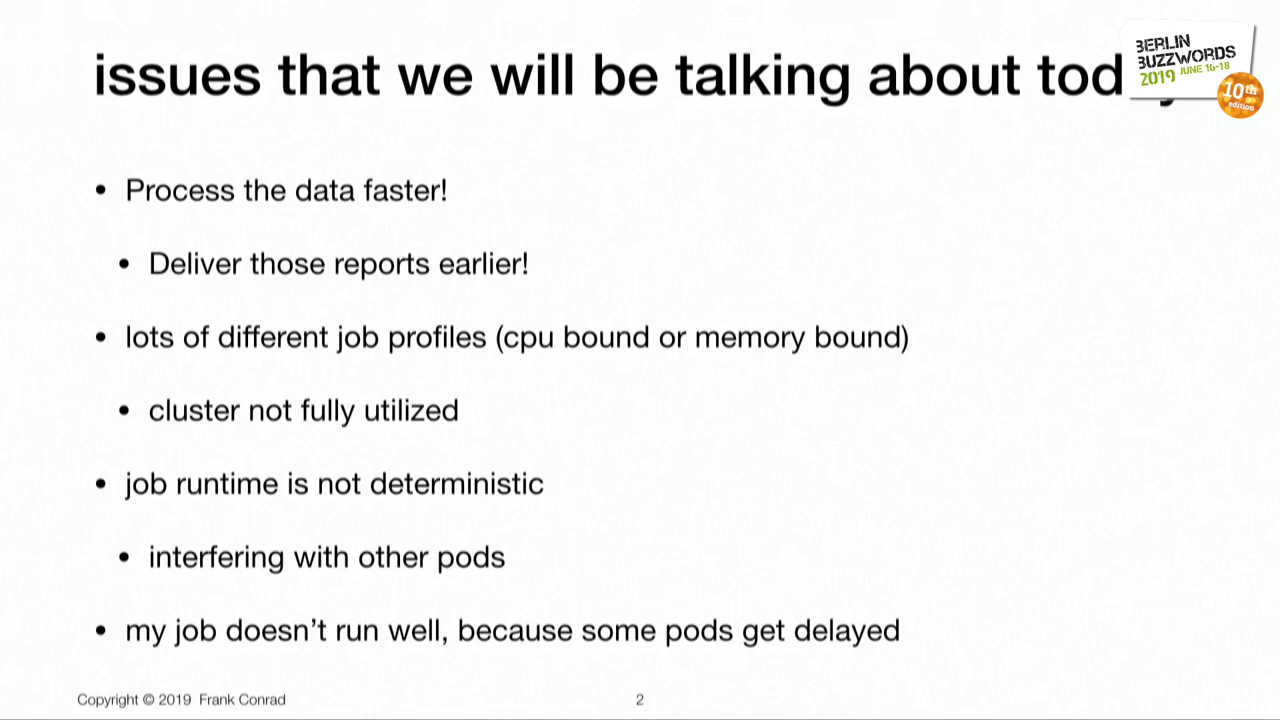 issues that we will be talking about
BERLIN
BUZZWORDS
2019 JUNE 16-18
10th
edition
• Process the data faster!
• Deliver those reports earlier!
• lots of different job profiles (cpu bound or memory bound)
• cluster not fully utilized
• job runtime is not deterministic
• interfering with other pods
• my job doesn’t run well, because some pods get delayed
Copyright © 2019 Frank Conrad
2